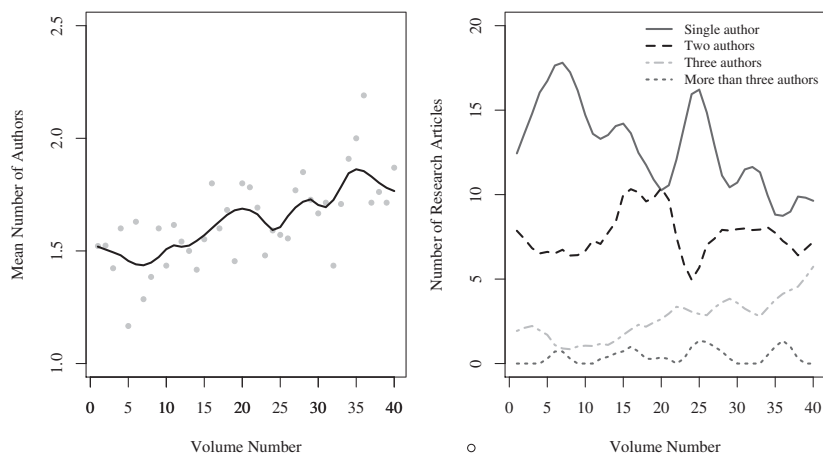 2.5
2.0
1.5
1.0
Mean Number of Authors
0 5 10 15 20 25 30 35 40
Volume Number
20
15
10
5
0
Number of Research Articles
Single author
Two authors
Three authors
More than three authors
0 5 10 15 20 25 30 35 40
Volume Number